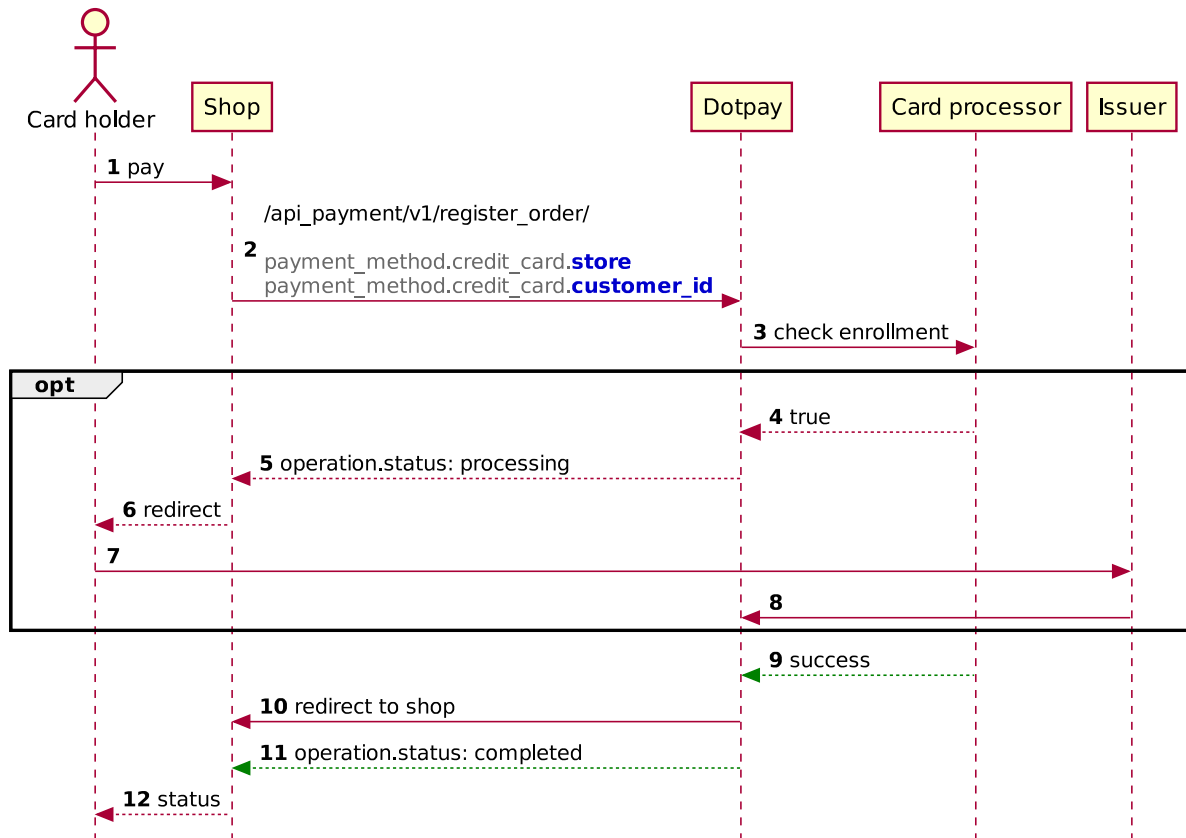 Card holder
Shop
Dotpay
Card processor
Issuer
1 pay
/api_payment/v1/register_order/
2
payment_method.credit_card.store
payment_method.credit_card.customer_id
3 check enrollment
opt
4 true
5 operation.status: processing
6 redirect
7
8
9 success
10 redirect to shop
11 operation.status: completed
12 status